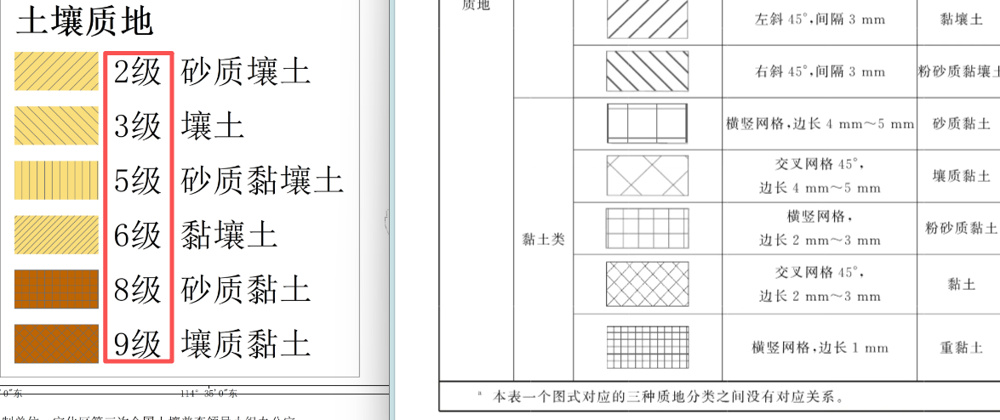 土壤质地
2级 砂质壤土
3级 壤土
5级 砂质黏壤土
6级 黏壤土
8级 砂质黏土
9级 壤质黏土
0″东
114° 35′0″东
质地
左斜 45°,间隔 3 mm
黏壤土
右斜 45°,间隔 3 mm
粉砂质黏壤土
黏土类
横竖网格,边长 4 mm～5 mm
砂质黏土
交叉网格 45°,
边长 4 mm～5 mm
壤质黏土
横竖网格,
边长 2 mm～3 mm
粉砂质黏土
交叉网格 45°,
边长 2 mm～3 mm
黏土
横竖网格,边长 1 mm
重黏土
a 本表一个图式对应的三种质地分类之间没有对应关系。